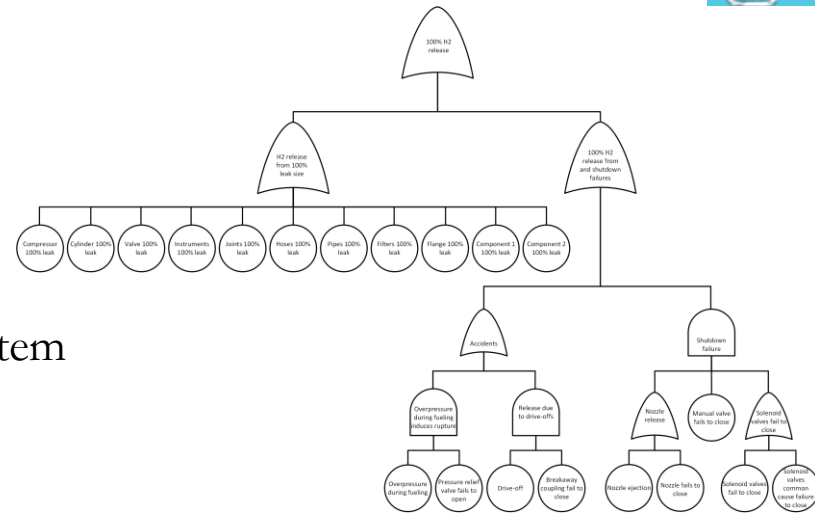 100% H2
release
H2 release
from 100%
leak size
100% H2
release from
and shutdown
failures
Compressor
100% leak
Cylinder 100%
leak
Valve 100%
leak
Instruments
100% leak
Joints 100%
leak
Hoses 100%
leak
Pipes 100%
leak
Filters 100%
leak
Flange 100%
leak
Component 1
100% leak
Component 2
100% leak
tem
Accidents
Shutdown
failure
Overpressure
during fueling
induces rupture
Release due
to drive-offs
Nozzle
release
Manual valve
fails to close
Solenoid
valves fail to
close
Overpressure
during fueling
Pressure relief
valve fails to
open
Drive-off
Breakaway
coupling fail to
close
Nozzle ejection
Nozzle fails to
close
Solenoid valves
fail to close
Solenoid
valves
common
cause failure
to close